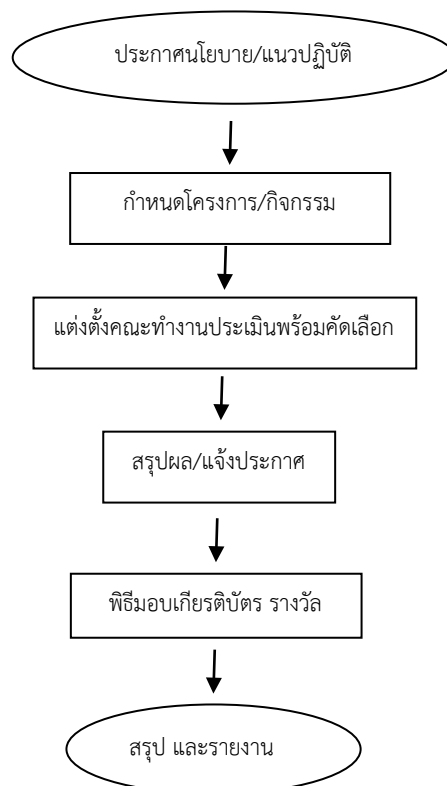 ประกาศนโยบาย/แนวปฏิบัติ
กำหนดโครงการ/กิจกรรม
แต่งตั้งคณะทำงานประเมินพร้อมคัดเลือก
สรุปผล/แจ้งประกาศ
พิธีมอบเกียรติบัตร รางวัล
สรุป และรายงาน